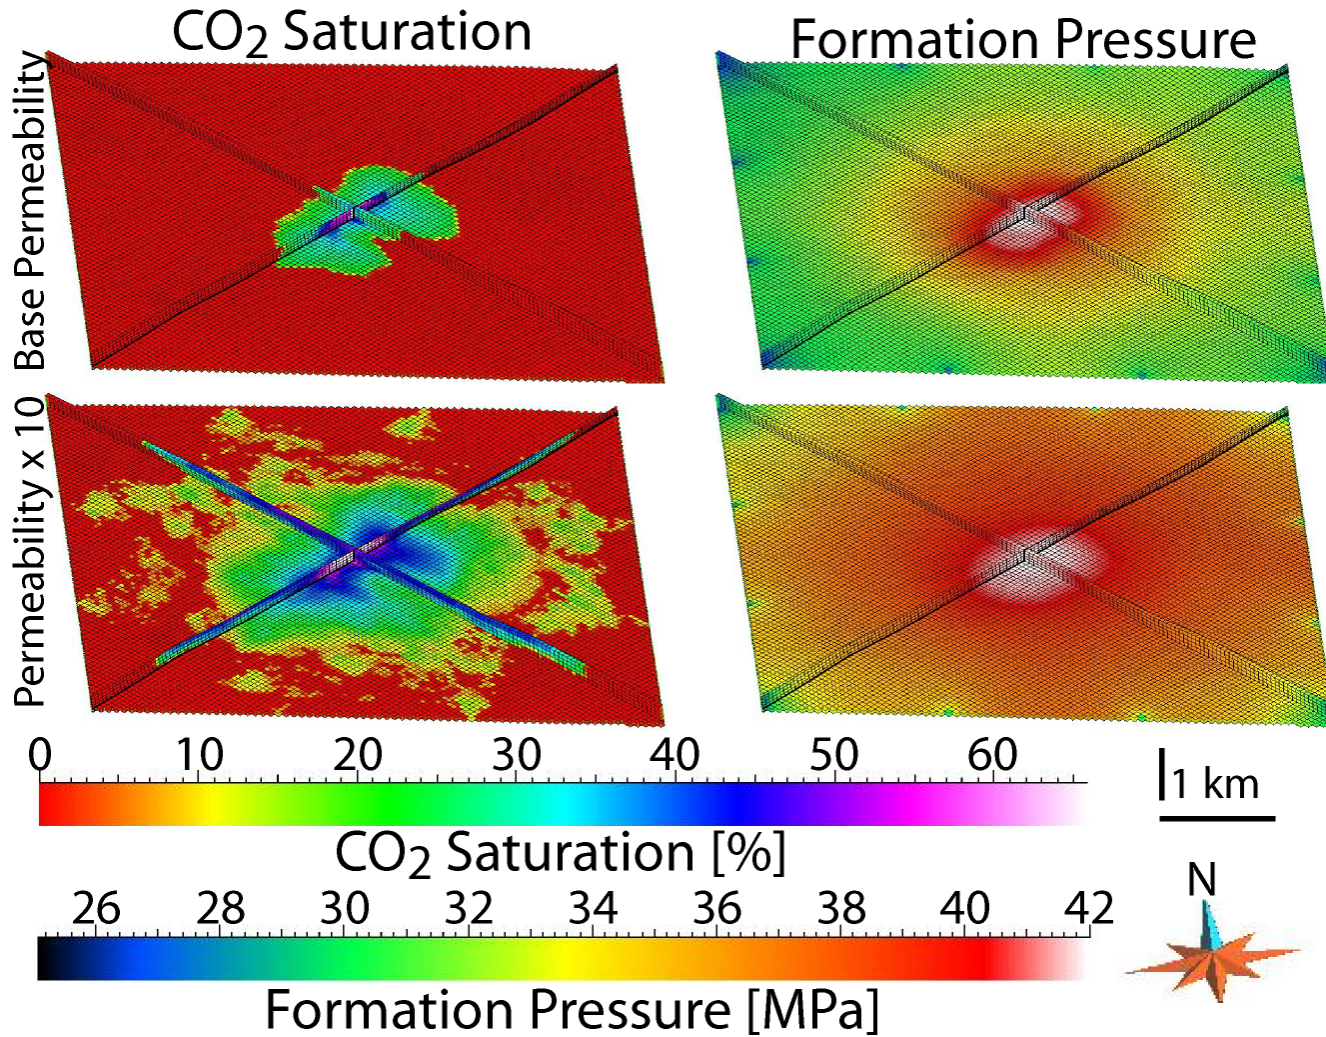 CO₂ Saturation
Formation Pressure
Base Permeability
Permeability x 10
0 10 20 30 40 50 60
CO₂ Saturation [%]
1 km
26 28 30 32 34 36 38 40 42
Formation Pressure [MPa]
N